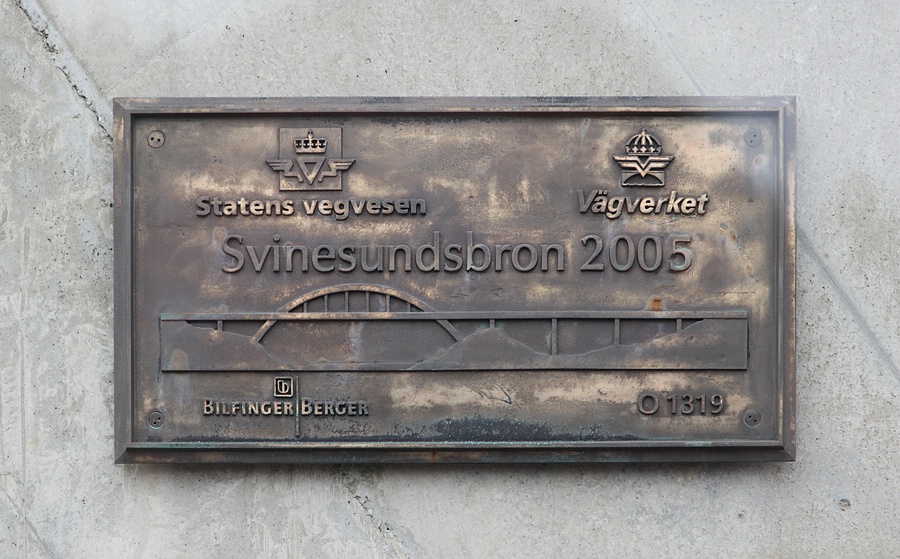 Statens vegvesen
Vägverket
Svinesundsbron 2005
BILFINGER BERGER
O 1319